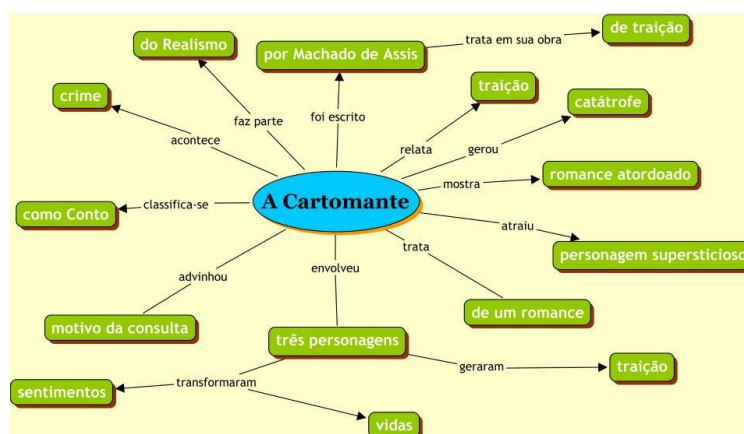 de traição
do Realismo
por Machado de Assis
trata em sua obra
crime
traição
catátrofe
foi escrito
faz parte
acontece
relata
gerou
mostra
romance atordoado
A Cartomante
como Conto
classifica-se
atraiu
personagem supersticioso
advinhou
envolveu
trata
motivo da consulta
três personagens
de um romance
geraram
traição
sentimentos
transformaram
vidas